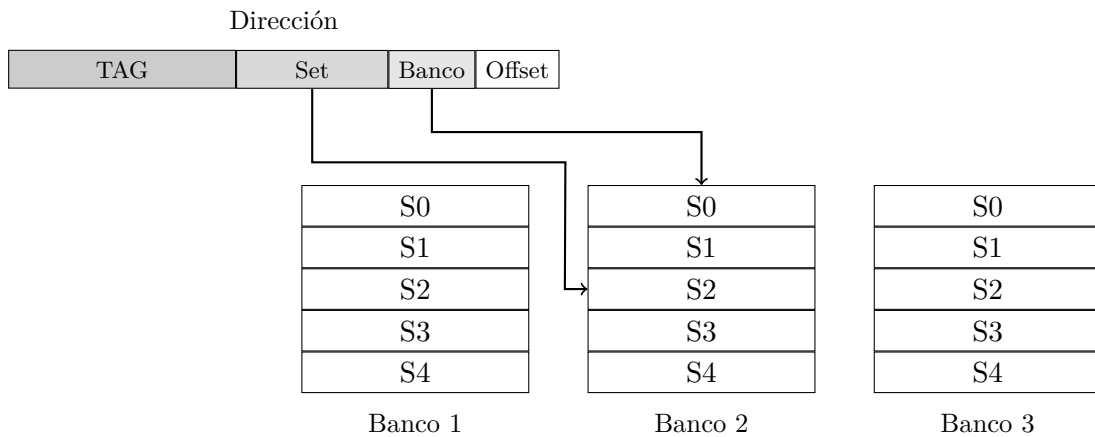 Dirección
TAG Set Banco Offset
S0 S0 S0
S1 S1 S1
S2 S2 S2
S3 S3 S3
S4 S4 S4
Banco 1 Banco 2 Banco 3